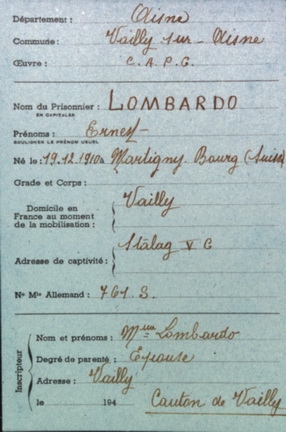 Département : Aisne
Commune : Vailly sur - Aisne
Œuvre : C. A. P. G.
Nom du Prisonnier : LOMBARDO
EN CAPITALES
Prénoms : Ernest
SOULIGNER LE PRÉNOM USUEL
Né le : 19.12.1910 à Martigny Bourg (Suisse
Grade et Corps :
Domicile en France au moment de la mobilisation : Vailly
Adresse de captivité : Stalag V C
N° Mle Allemand : 761 S.
Inscripteur
Nom et prénoms : Mme Lombardo
Degré de parenté : Épouse
Adresse : Vailly
le 194
Canton de Vailly